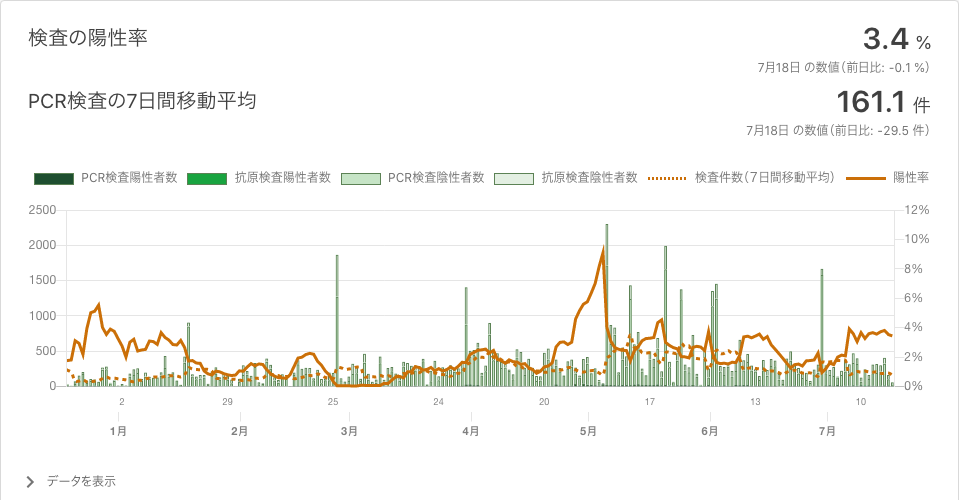 検査の陽性率
3.4 %
7月18日 の数値（前日比: -0.1 %）
PCR検査の7日間移動平均
161.1 件
7月18日 の数値（前日比: -29.5 件）
PCR検査陽性者数 抗原検査陽性者数 PCR検査陰性者数 抗原検査陰性者数 検査件数（7日間移動平均） 陽性率
2500 12%
10%
2000
8%
1500
6%
1000
4%
500
2%
0 0%
2 29 25 24 20 17 13 10
1月 2月 3月 4月 5月 6月 7月
データを表示